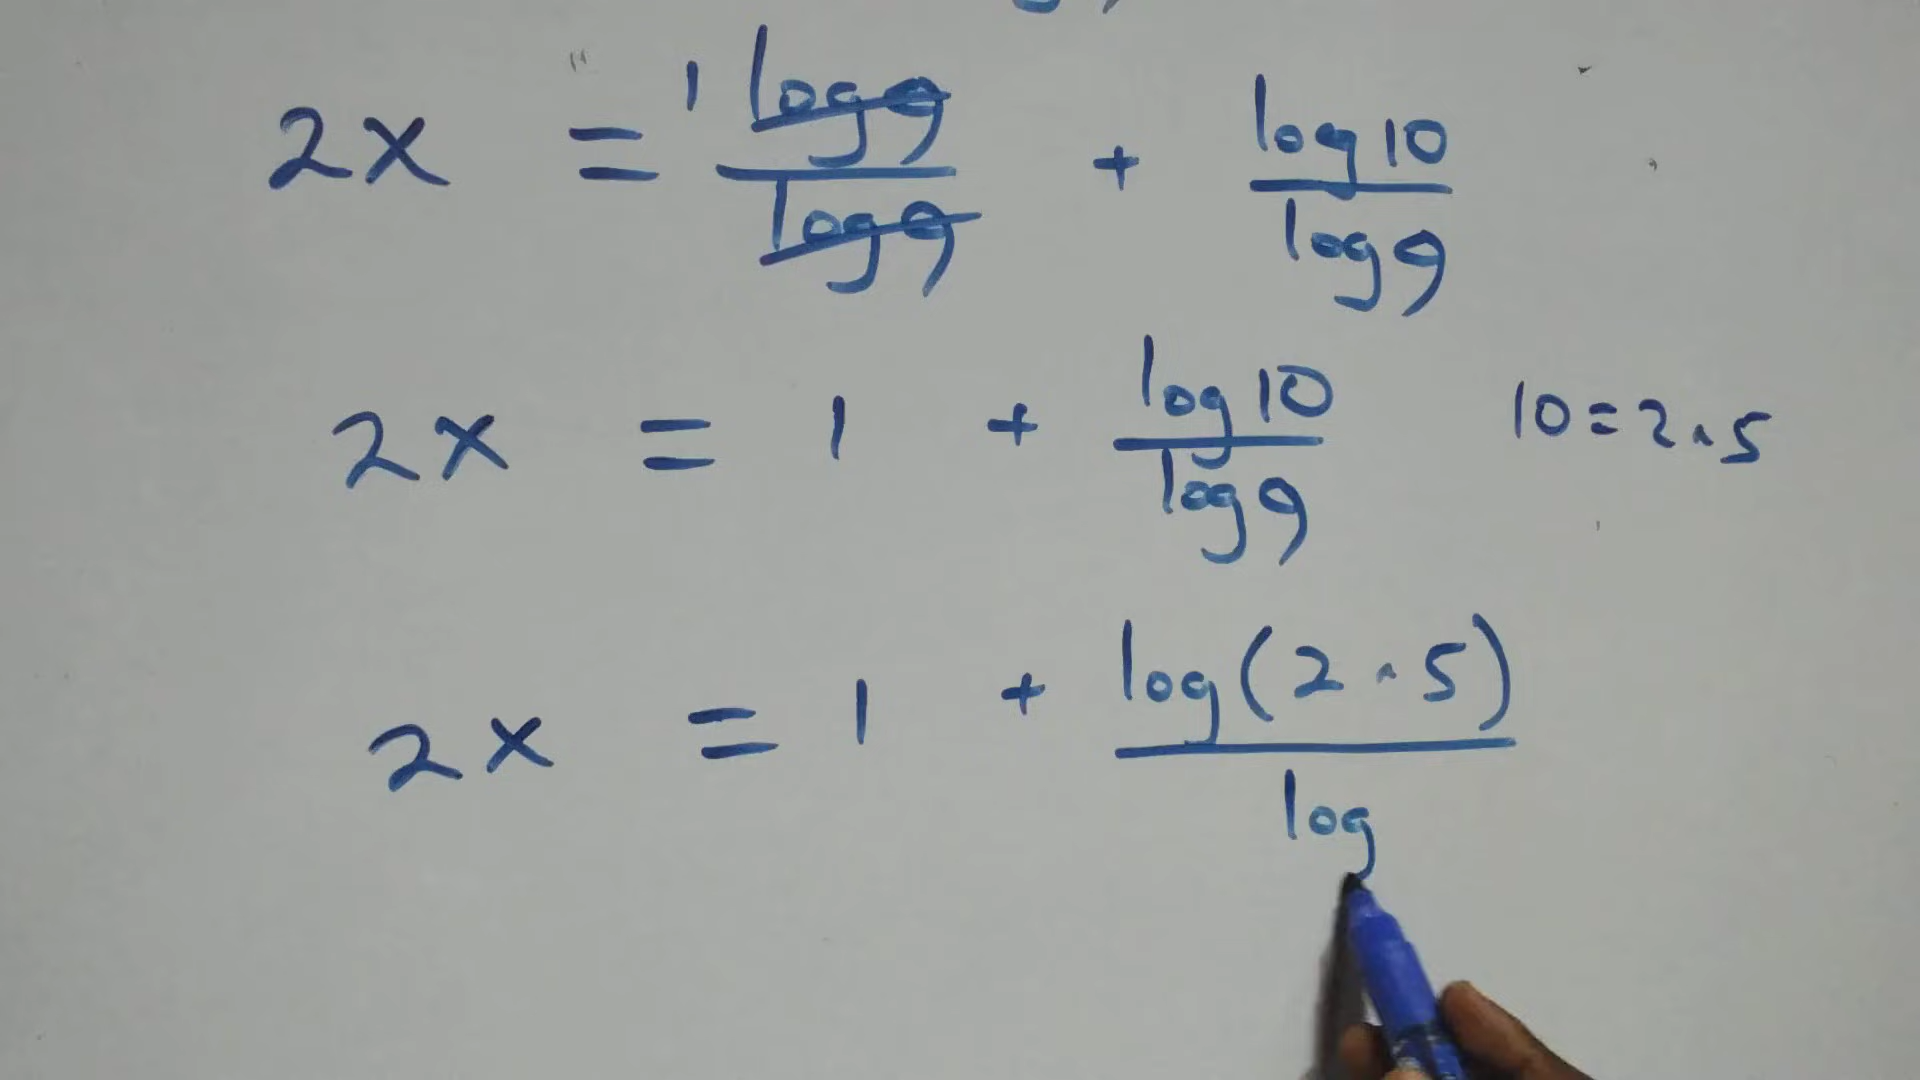 2x = 1 log9/log9 + log10/log9
2x = 1 + log10/log9 10=2·5
2x = 1 + log(2·5)/log